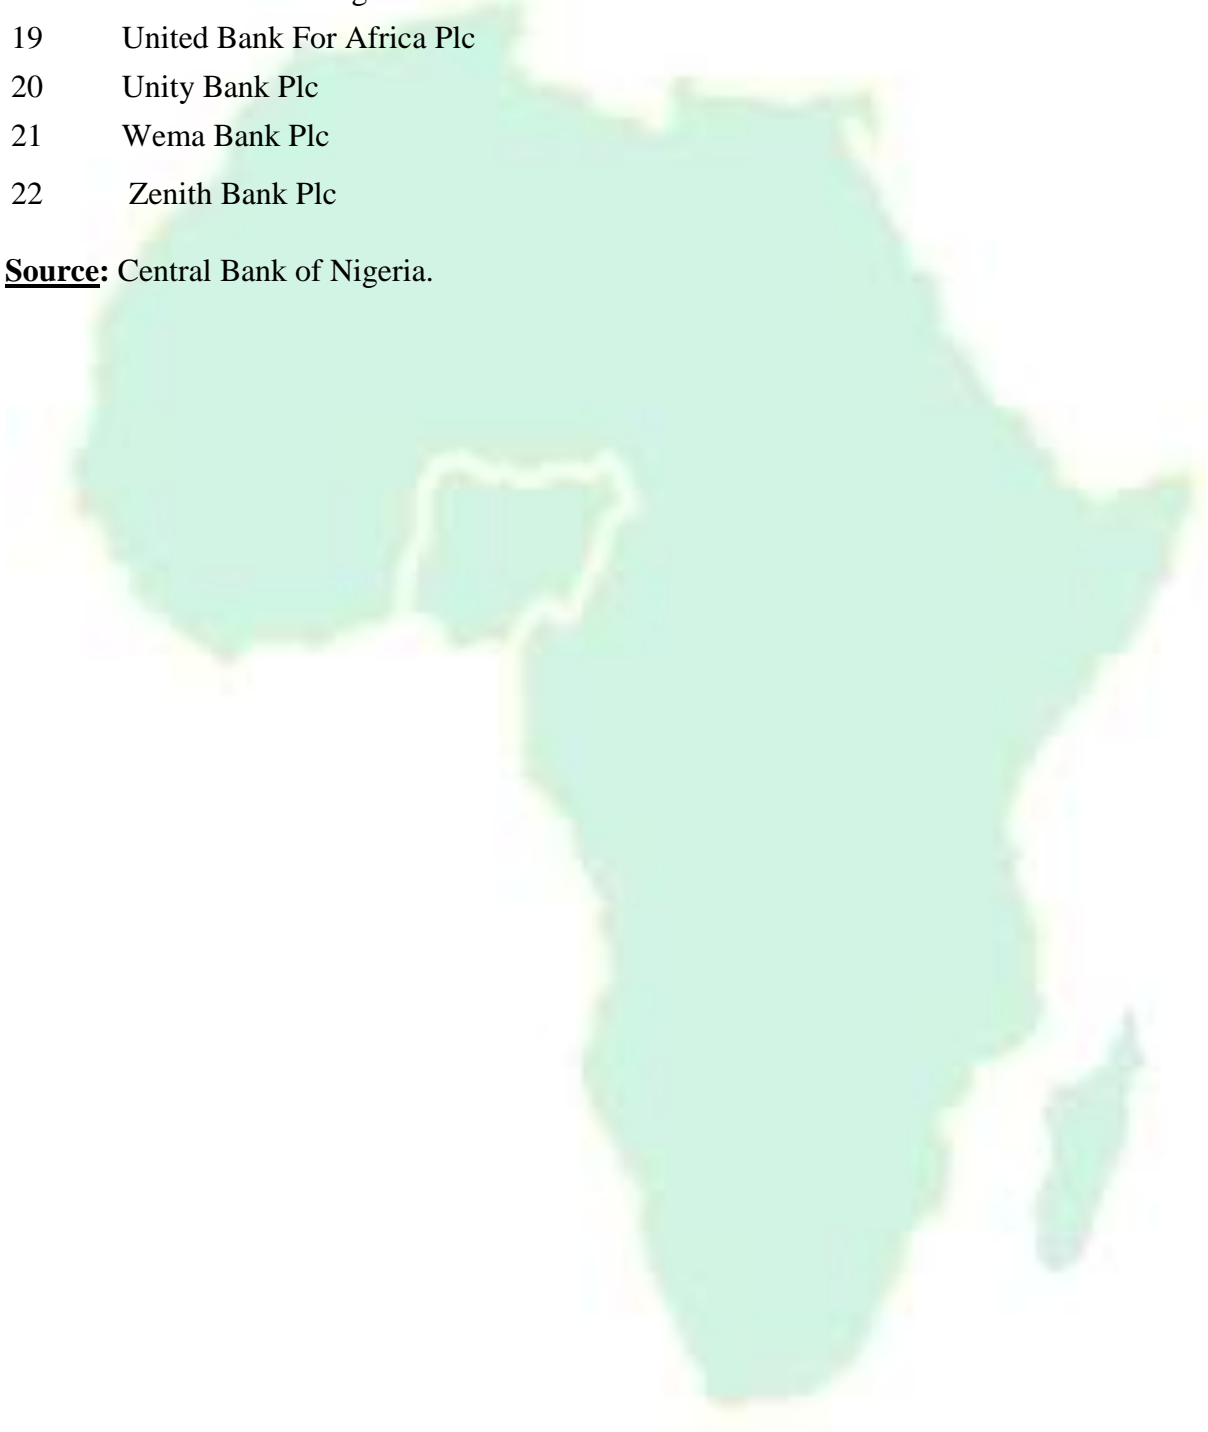 19 United Bank For Africa Plc
20 Unity Bank Plc
21 Wema Bank Plc
22 Zenith Bank Plc
Source: Central Bank of Nigeria.